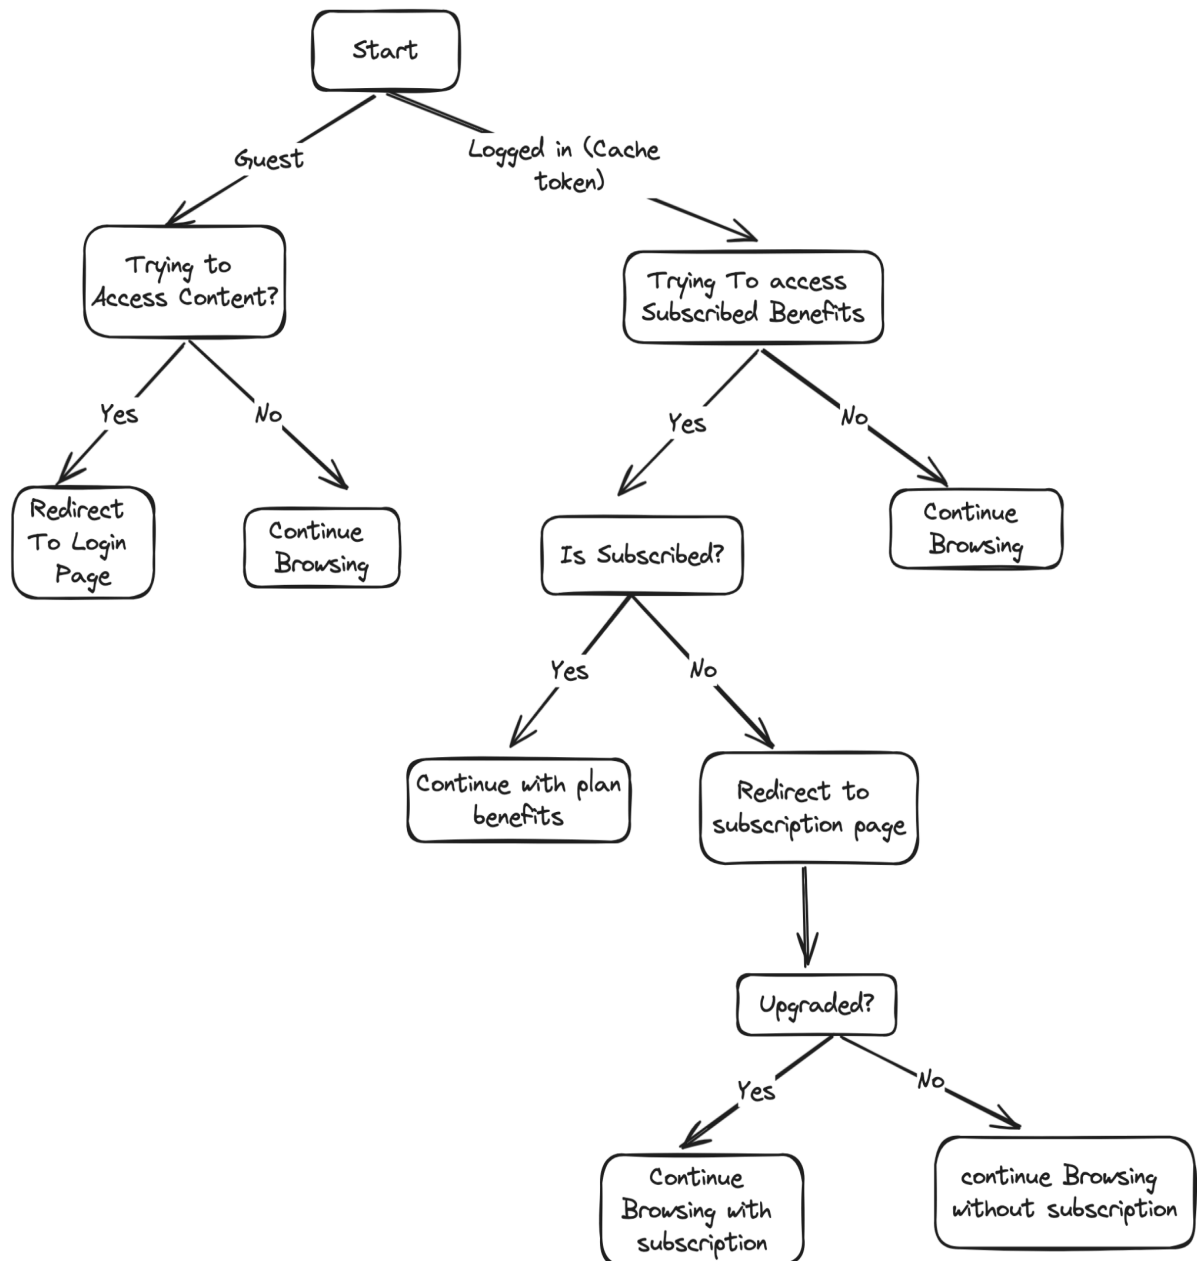 Start
Guest
Logged in (Cache
token)
Trying to
Access Content?
Trying To access
Subscribed Benefits
Yes
No
Yes
No
Redirect
To Login
Page
Continue
Browsing
Is Subscribed?
Continue
Browsing
Yes
No
Continue with plan
benefits
Redirect to
subscription page
Upgraded?
Yes
No
Continue
Browsing with
subscription
continue Browsing
without subscription